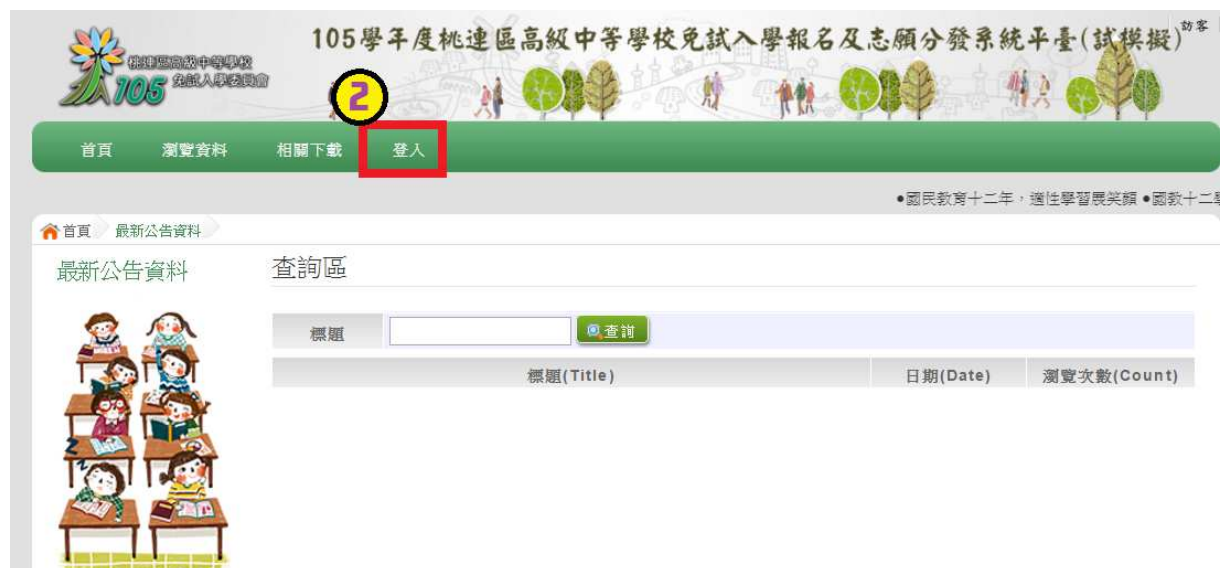 105學年度桃連區高級中等學校免試入學報名及志願分發系統平臺(試模擬)
訪客
桃連區高級中等學校
105 免試入學委員會
2
首頁 瀏覽資料 相關下載 登入
●國民教育十二年，適性學習展笑顏 ●國教十二
首頁 最新公告資料
最新公告資料
查詢區
標題 查詢
標題(Title) 日期(Date) 瀏覽次數(Count)